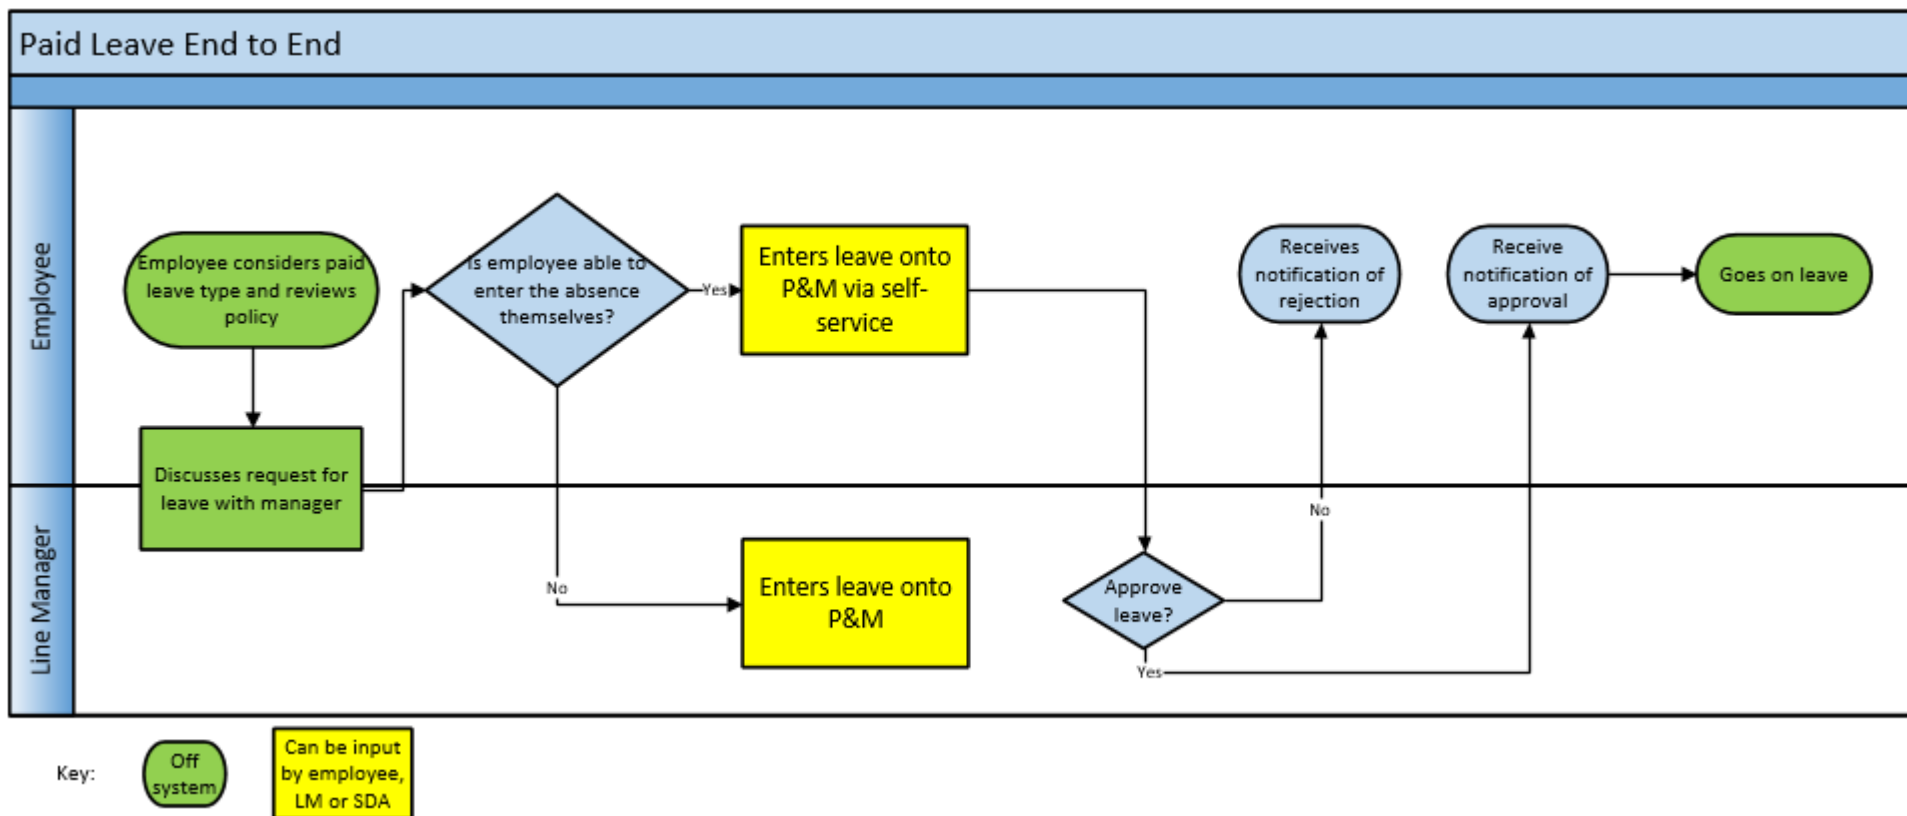 Paid Leave End to End
Employee
Employee considers paid
leave type and reviews
policy
Is employee able to
enter the absence
themselves?
Yes
Enters leave onto
P&M via self-
service
Receives
notification of
rejection
Receive
notification of
approval
Goes on leave
Discusses request for
leave with manager
Line Manager
No
Enters leave onto
P&M
Approve
leave?
No
Yes
Key:
Off
system
Can be input
by employee,
LM or SDA